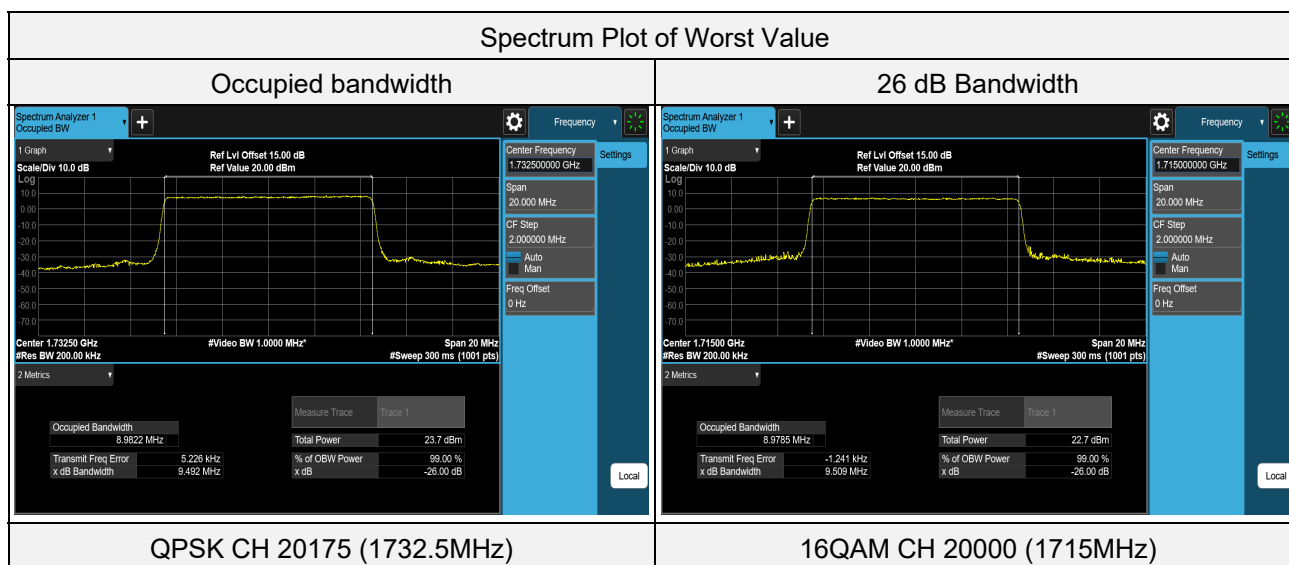 Spectrum Plot of Worst Value
Occupied bandwidth
26 dB Bandwidth
Spectrum Analyzer 1
Occupied BW
+
Frequency
1 Graph
Scale/Div 10.0 dB
Ref Lvl Offset 15.00 dB
Ref Value 20.00 dBm
Log
10.0
0.00
-10.0
-20.0
-30.0
-40.0
-50.0
-60.0
-70.0
Center 1.73250 GHz
#Res BW 200.00 kHz
#Video BW 1.0000 MHz*
Span 20 MHz
#Sweep 300 ms (1001 pts)
Center Frequency
1.732500000 GHz
Settings
Span
20.000 MHz
CF Step
2.000000 MHz
Auto
Man
Freq Offset
0 Hz
2 Metrics
Measure Trace Trace 1
Occupied Bandwidth
8.9822 MHz
Total Power 23.7 dBm
Transmit Freq Error 5.226 kHz
% of OBW Power 99.00 %
x dB Bandwidth 9.492 MHz
x dB -26.00 dB
Local
Spectrum Analyzer 1
Occupied BW
+
Frequency
1 Graph
Scale/Div 10.0 dB
Ref Lvl Offset 15.00 dB
Ref Value 20.00 dBm
Log
10.0
0.00
-10.0
-20.0
-30.0
-40.0
-50.0
-60.0
-70.0
Center 1.71500 GHz
#Res BW 200.00 kHz
#Video BW 1.0000 MHz*
Span 20 MHz
#Sweep 300 ms (1001 pts)
Center Frequency
1.715000000 GHz
Settings
Span
20.000 MHz
CF Step
2.000000 MHz
Auto
Man
Freq Offset
0 Hz
2 Metrics
Measure Trace Trace 1
Occupied Bandwidth
8.9785 MHz
Total Power 22.7 dBm
Transmit Freq Error -1.241 kHz
% of OBW Power 99.00 %
x dB Bandwidth 9.509 MHz
x dB -26.00 dB
Local
QPSK CH 20175 (1732.5MHz)
16QAM CH 20000 (1715MHz)